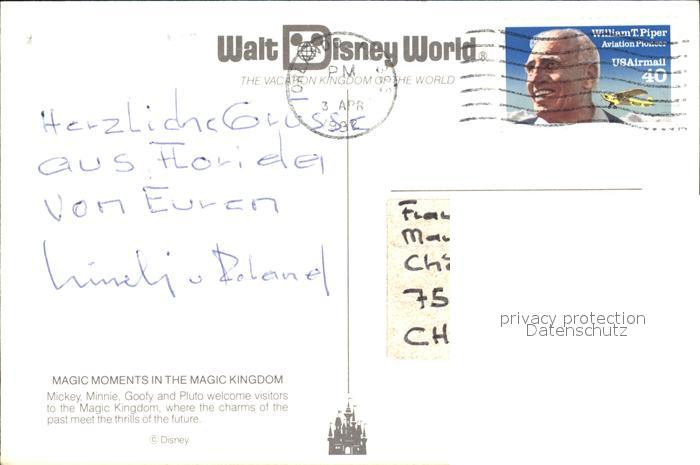 Walt Disney World®
THE VACATION KINGDOM OF THE WORLD
PM
3 APR
William T. Piper
Aviation Pioneer
USAirmail
40
Herzliche Grüsse
aus Florida
von Euren
u Roland
Frau
Ma
Ch
75
CH
privacy protection
Datenschutz
MAGIC MOMENTS IN THE MAGIC KINGDOM
Mickey, Minnie, Goofy and Pluto welcome visitors
to the Magic Kingdom, where the charms of the
past meet the thrills of the future.
© Disney